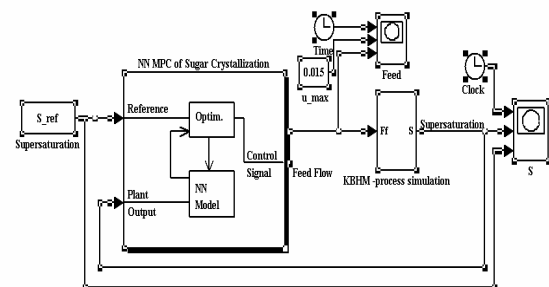 Time
Feed
NN MPC of Sugar Crystallization
0.015
u_max
Clock
S_ref
Supersaturation
Reference
Optim.
Control
Signal
Feed Flow
Ff
S
Supersaturation
KBHM -process simulation
S
Plant
Output
NN
Model